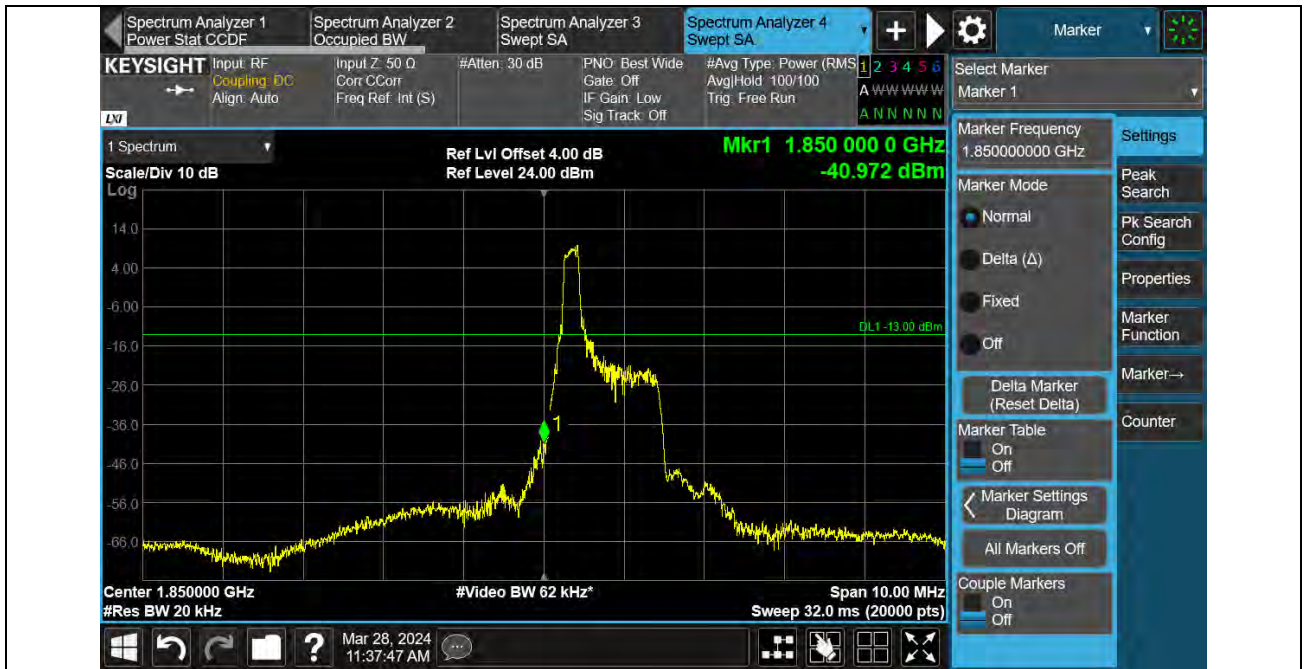 Spectrum Analyzer 1
Power Stat CCDF
Spectrum Analyzer 2
Occupied BW
Spectrum Analyzer 3
Swept SA
Spectrum Analyzer 4
Swept SA
Marker
KEYSIGHT
LXI
Input: RF
Coupling: DC
Align: Auto
Input Z: 50 Ω
Corr CCorr
Freq Ref: Int (S)
#Atten: 30 dB
PNO: Best Wide
Gate: Off
IF Gain: Low
Sig Track: Off
#Avg Type: Power (RMS
Avg|Hold: 100/100
Trig: Free Run
1 2 3 4 5 6
A W W W W W
A N N N N N
Select Marker
Marker 1
1 Spectrum
Scale/Div 10 dB
Log
Ref Lvl Offset 4.00 dB
Ref Level 24.00 dBm
Mkr1 1.850 000 0 GHz
-40.972 dBm
14.0
4.00
-6.00
-16.0
-26.0
-36.0
-46.0
-56.0
-66.0
DL1 -13.00 dBm
1
Center 1.850000 GHz
#Res BW 20 kHz
#Video BW 62 kHz*
Span 10.00 MHz
Sweep 32.0 ms (20000 pts)
Marker Frequency
1.850000000 GHz
Marker Mode
Normal
Delta (Δ)
Fixed
Off
Delta Marker
(Reset Delta)
Marker Table
On
Off
Marker Settings
Diagram
All Markers Off
Couple Markers
On
Off
Settings
Peak
Search
Pk Search
Config
Properties
Marker
Function
Marker→
Counter
?
Mar 28, 2024
11:37:47 AM